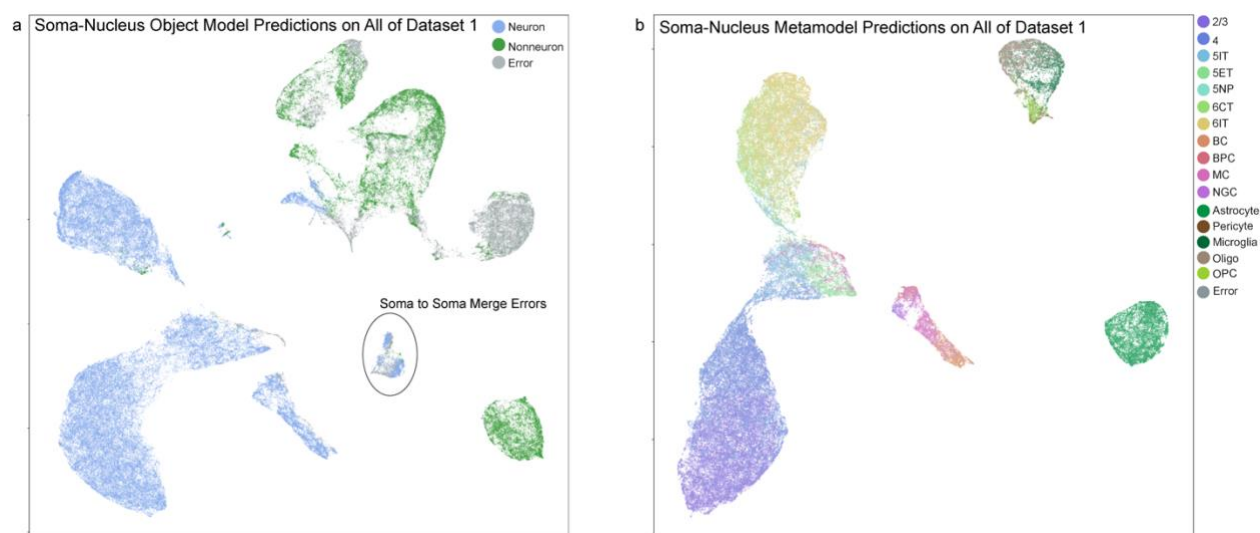 a Soma-Nucleus Object Model Predictions on All of Dataset 1
Neuron
Nonneuron
Error
Soma to Soma Merge Errors
b Soma-Nucleus Metamodel Predictions on All of Dataset 1
2/3
4
5IT
5ET
5NP
6CT
6IT
BC
BPC
MC
NGC
Astrocyte
Pericyte
Microglia
Oligo
OPC
Error